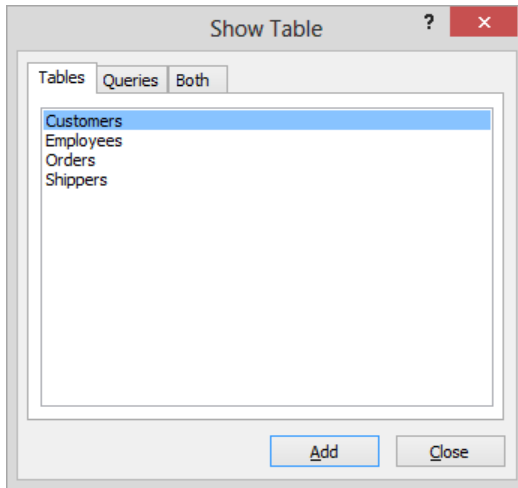 Show Table
?
Tables Queries Both
Customers
Employees
Orders
Shippers
Add Close